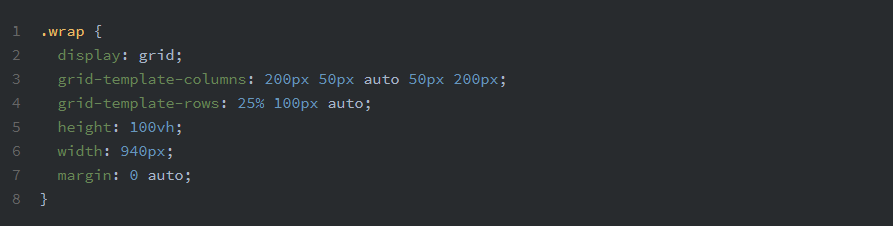 1 .wrap {
2   display: grid;
3   grid-template-columns: 200px 50px auto 50px 200px;
4   grid-template-rows: 25% 100px auto;
5   height: 100vh;
6   width: 940px;
7   margin: 0 auto;
8 }